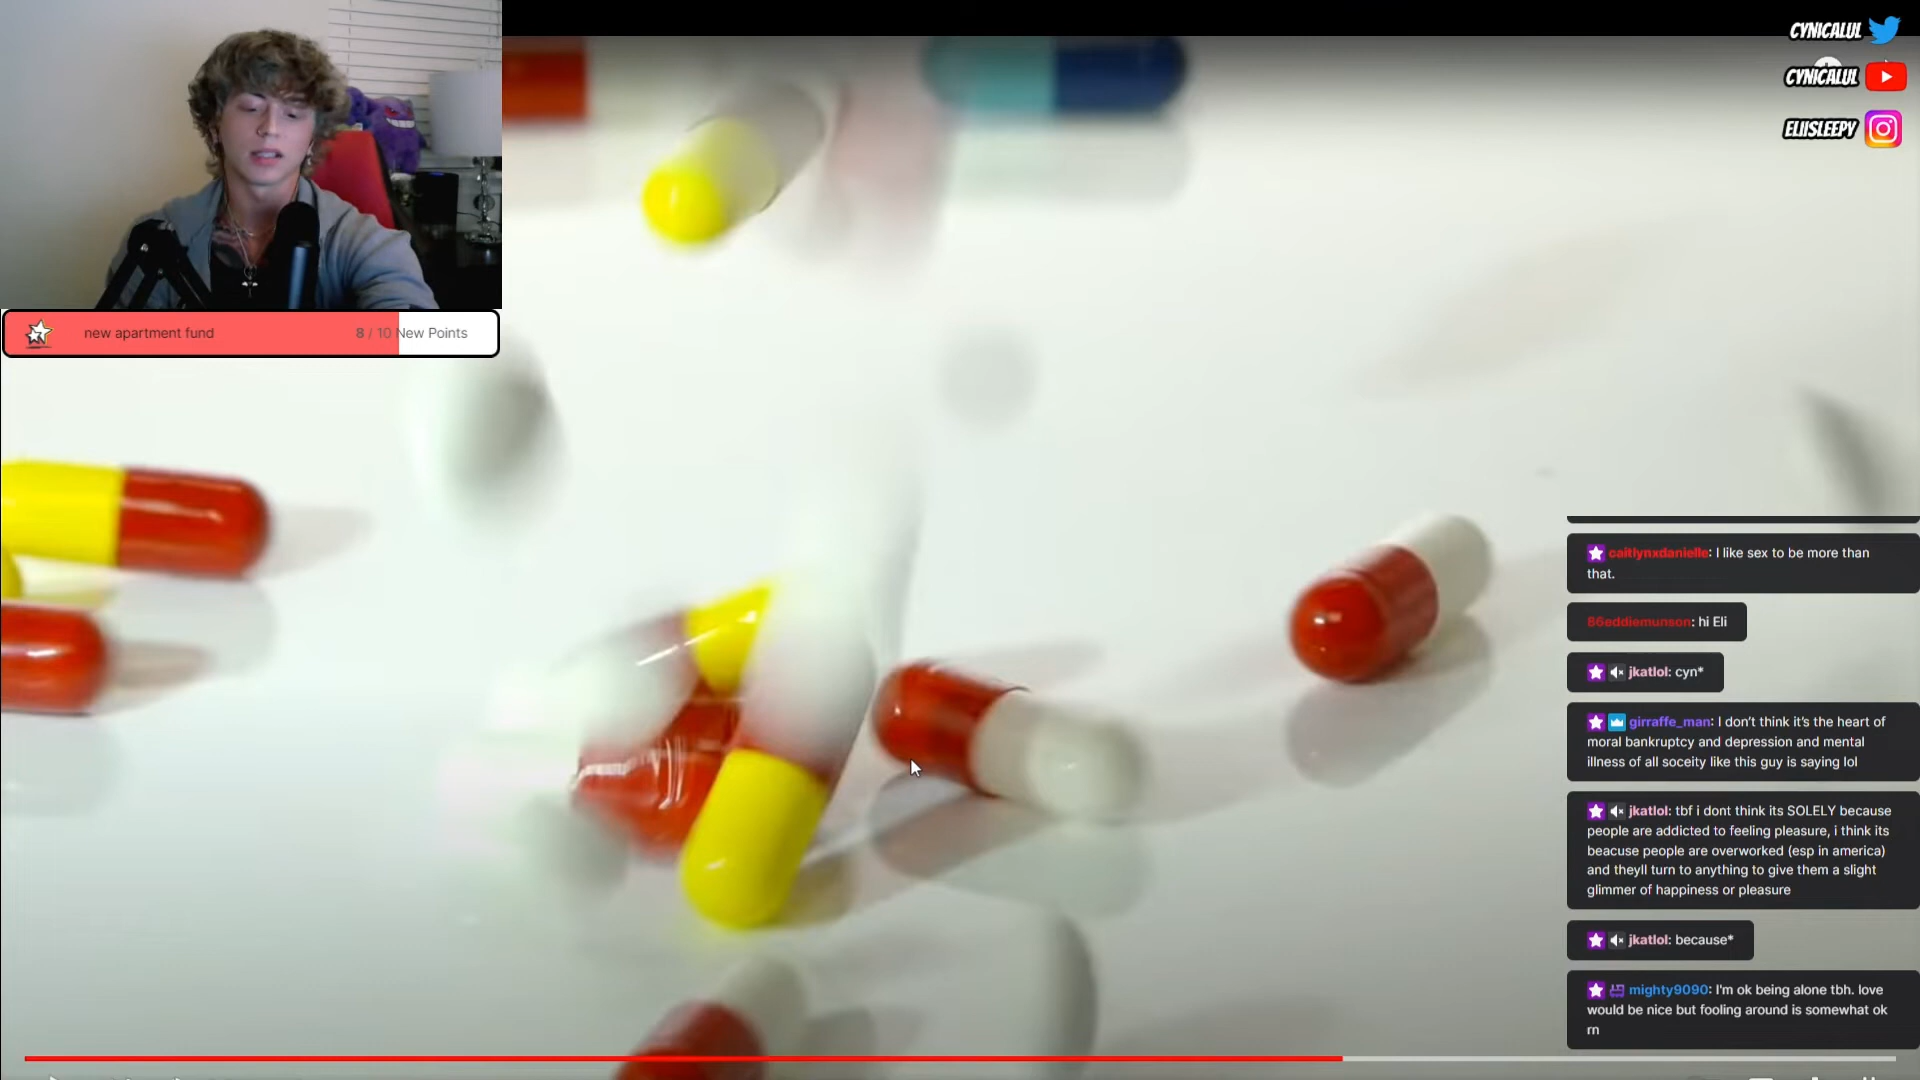 CYNICALUL
CYNICALUL
ELIISLEEPY
new apartment fund 8 / 10 New Points
caitlynxdanielle: I like sex to be more than
that.
86eddiemunson: hi Eli
jkatlol: cyn*
girraffe_man: I don't think it's the heart of
moral bankruptcy and depression and mental
illness of all soceity like this guy is saying lol
jkatlol: tbf i dont think its SOLELY because
people are addicted to feeling pleasure, i think its
beacuse people are overworked (esp in america)
and theyll turn to anything to give them a slight
glimmer of happiness or pleasure
jkatlol: because*
mighty9090: I'm ok being alone tbh. love
would be nice but fooling around is somewhat ok
rn